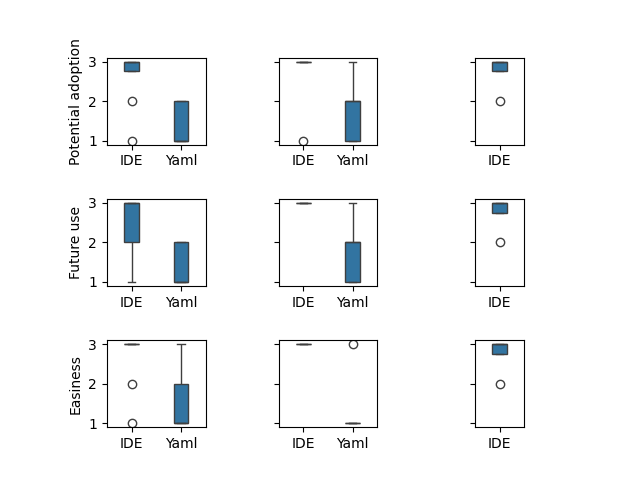 Potential adoption
3
2
1
IDE Yaml
IDE Yaml
IDE
Future use
3
2
1
IDE Yaml
IDE Yaml
IDE
Easiness
3
2
1
IDE Yaml
IDE Yaml
IDE